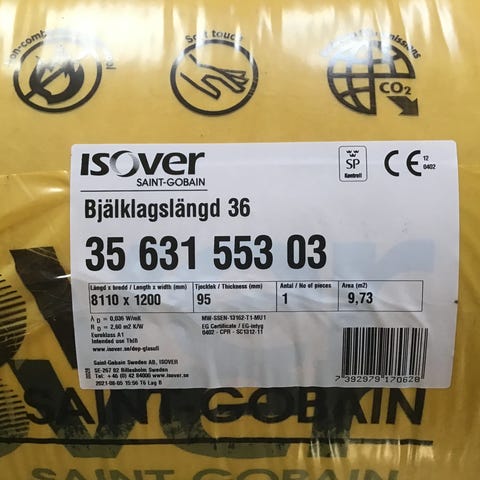 Soft touch
CO2
ISOVER
SAINT-GOBAIN
SP
Kontroll
CE
12
0402
Bjälklagslängd 36
35 631 553 03
Längd x bredd / Length x width (mm) Tjocklek / Thickness (mm) Antal / No of pieces Area (m2)
8110 x 1200 95 1 9,73
λD = 0,036 W/mK
RD = 2,60 m2 K/W
Euroklass A1
Intended use ThIB
www.isover.se/dop-glasull
MW-SSEN-13162-T1-MU1
EG Certificate / EG-intyg
0402 - CPR - SC1312-11
Saint-Gobain Sweden AB, ISOVER
SE-267 82 Billesholm Sweden
Tel: +46 (0) 42 84000 www.isover.se
2021-08-05 15:56 T6 Lag B
7 392979 170628
SAINT-GOBAIN
SAINT-GOBAIN